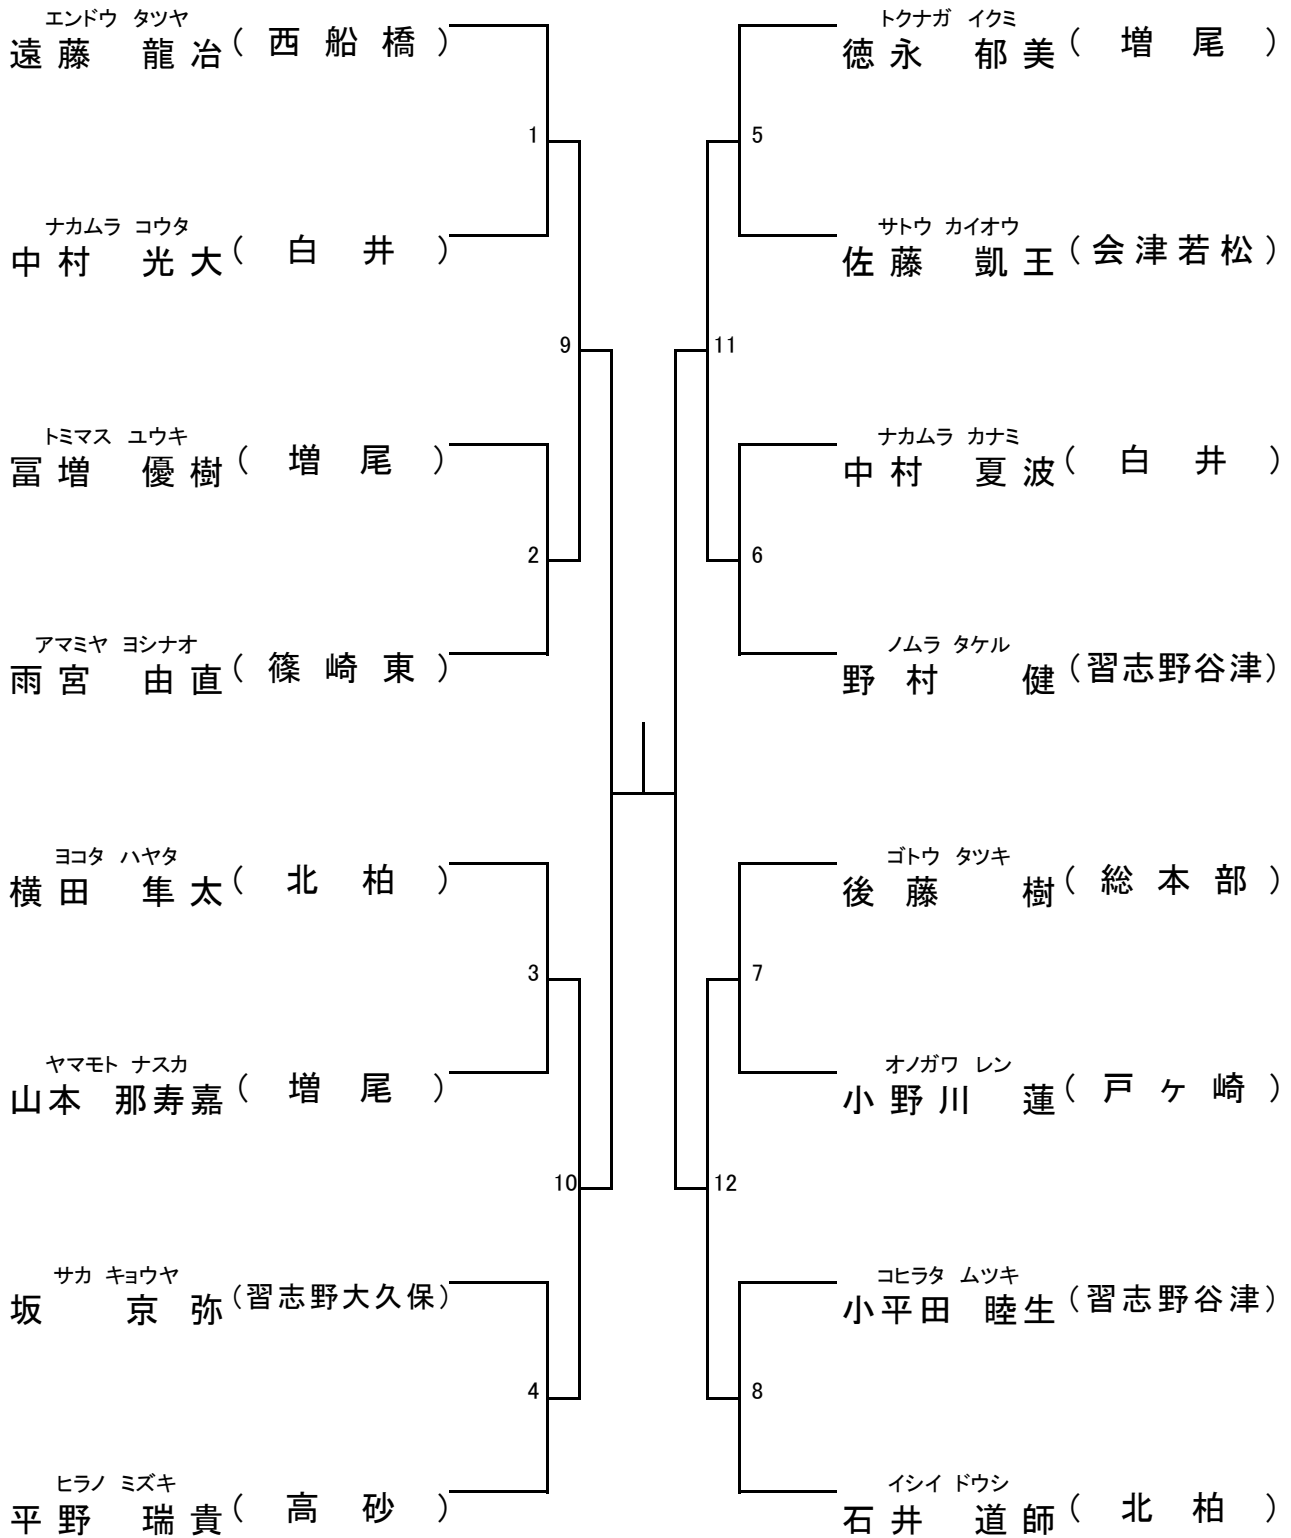 エンドウ タツヤ
遠藤 龍冶 (西船橋)
1
ナカムラ コウタ
中村 光大 (白井)
9
トミマス ユウキ
冨増 優樹 (増尾)
2
アマミヤ ヨシナオ
雨宮 由直 (篠崎東)
ヨコタ ハヤタ
横田 隼太 (北柏)
3
ヤマモト ナスカ
山本 那寿嘉 (増尾)
10
サカ キョウヤ
坂 京弥 (習志野大久保)
4
ヒラノ ミズキ
平野 瑞貴 (高砂)
トクナガ イクミ
徳永 郁美 (増尾)
5
サトウ カイオウ
佐藤 凱王 (会津若松)
11
ナカムラ カナミ
中村 夏波 (白井)
6
ノムラ タケル
野村 健 (習志野谷津)
ゴトウ タツキ
後藤 樹 (総本部)
7
オノガワ レン
小野川 蓮 (戸ヶ崎)
12
コヒラタ ムツキ
小平田 睦生 (習志野谷津)
8
イシイ ドウシ
石井 道師 (北柏)